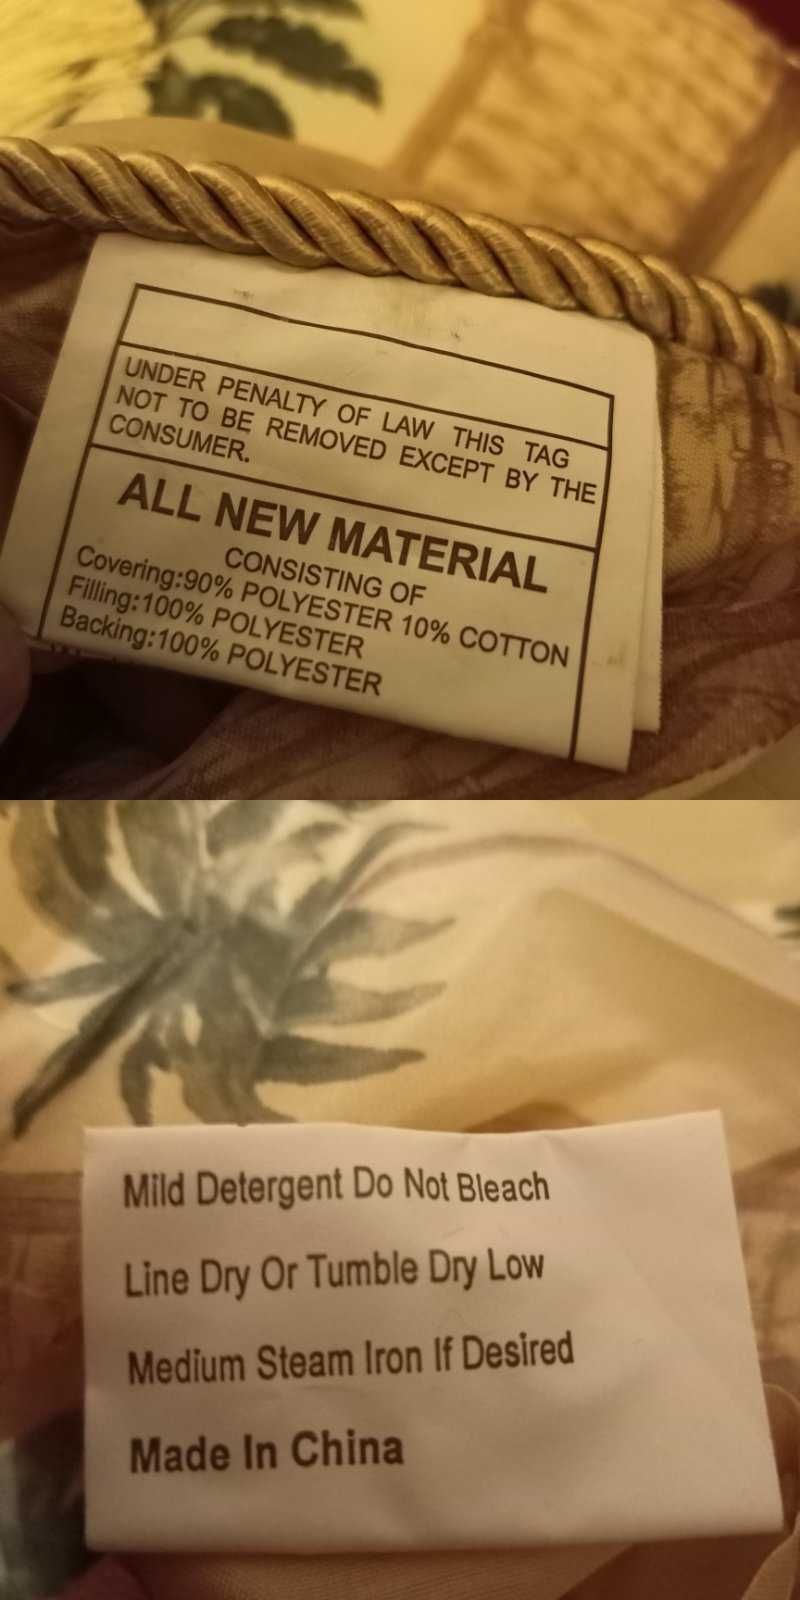 UNDER PENALTY OF LAW THIS TAG
NOT TO BE REMOVED EXCEPT BY THE
CONSUMER.
ALL NEW MATERIAL
CONSISTING OF
Covering:90% POLYESTER 10% COTTON
Filling:100% POLYESTER
Backing:100% POLYESTER
Mild Detergent Do Not Bleach
Line Dry Or Tumble Dry Low
Medium Steam Iron If Desired
Made In China